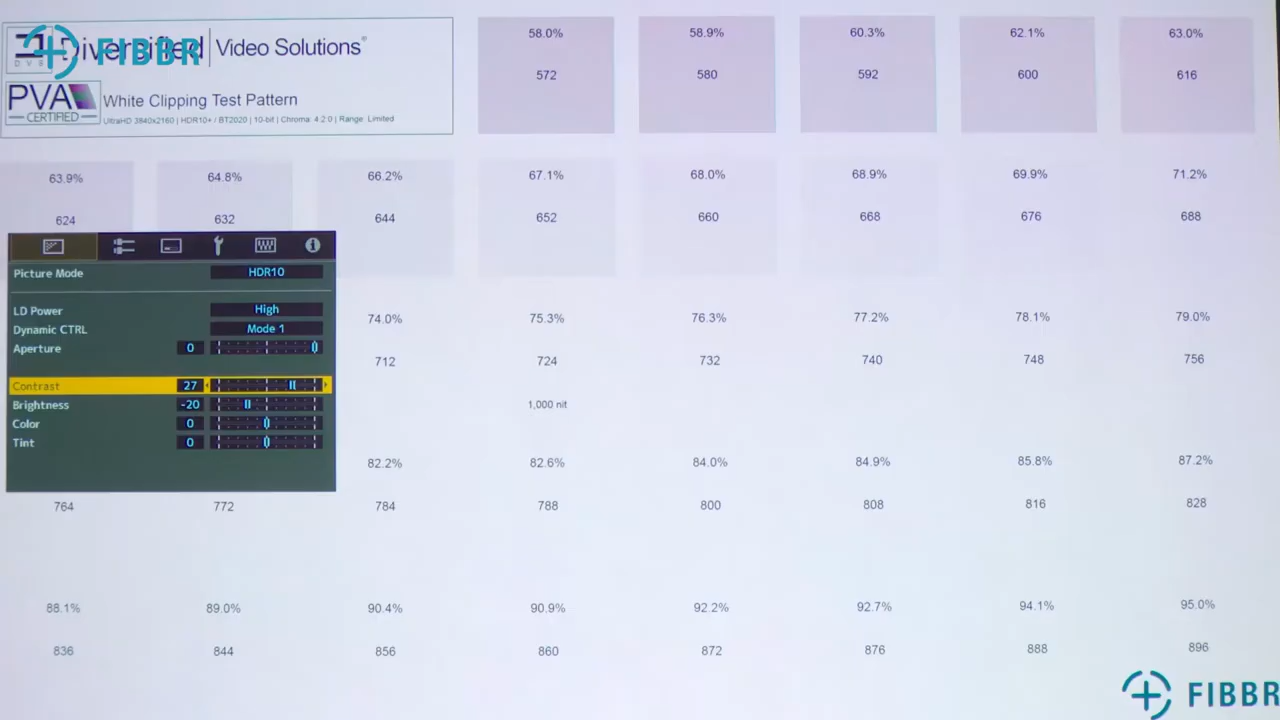 Diversified Video Solutions®
DVS
FIBBR
PVA
CERTIFIED
White Clipping Test Pattern
UltraHD 3840x2160 | HDR10+ / BT2020 | 10-bit | Chroma: 4:2:0 | Range: Limited
58.0% 58.9% 60.3% 62.1% 63.0%
572 580 592 600 616
63.9% 64.8% 66.2% 67.1% 68.0% 68.9% 69.9% 71.2%
624 632 644 652 660 668 676 688
Picture Mode HDR10
LD Power High
Dynamic CTRL Mode 1
Aperture 0
Contrast 27
Brightness -20
Color 0
Tint 0
74.0% 75.3% 76.3% 77.2% 78.1% 79.0%
712 724 732 740 748 756
1,000 nit
82.2% 82.6% 84.0% 84.9% 85.8% 87.2%
764 772 784 788 800 808 816 828
88.1% 89.0% 90.4% 90.9% 92.2% 92.7% 94.1% 95.0%
836 844 856 860 872 876 888 896
FIBBR